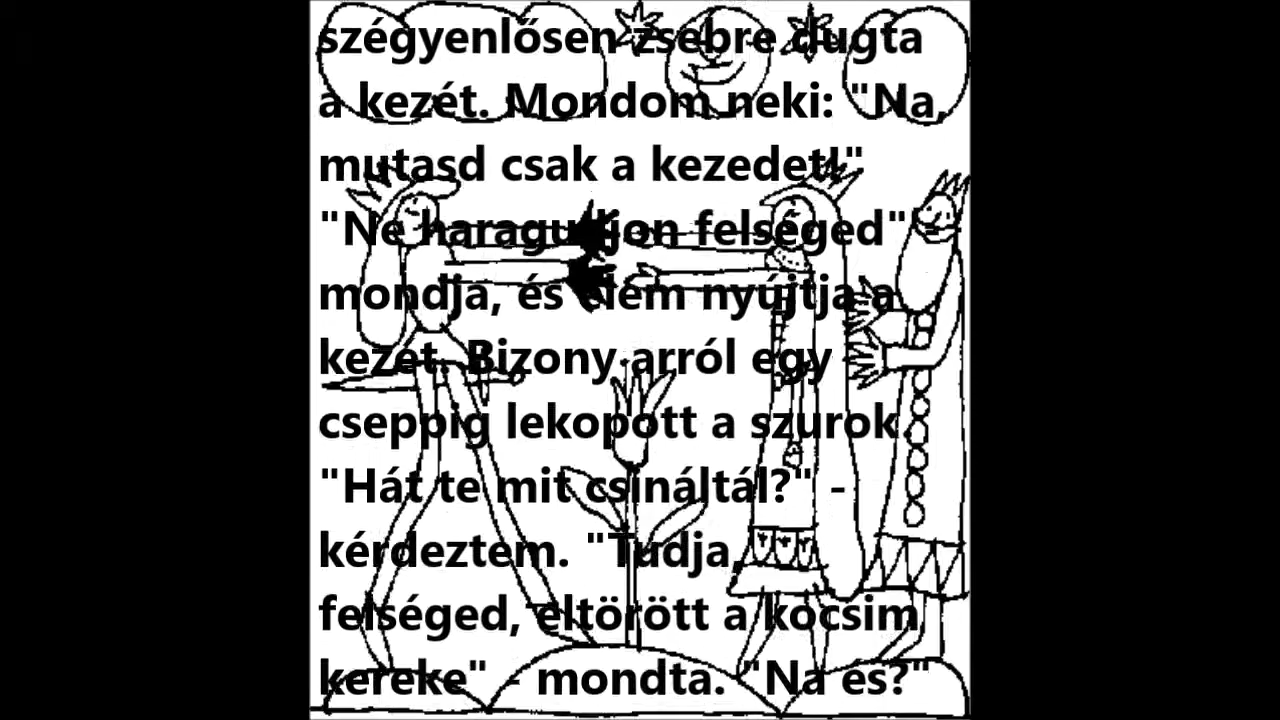 szégyenlősen zsebre dugta
a kezét. Mondom neki: "Na,
mutasd csak a kezedet!"
"Ne haragudjon felséged" -
mondja, és elém nyújtja a
kezét. Bizony arról egy
cseppig lekopott a szurok.
"Hát te mit csináltál?" -
kérdeztem. "Tudja,
felséged, eltörött a kocsim
kereke" - mondta. "Na és?"